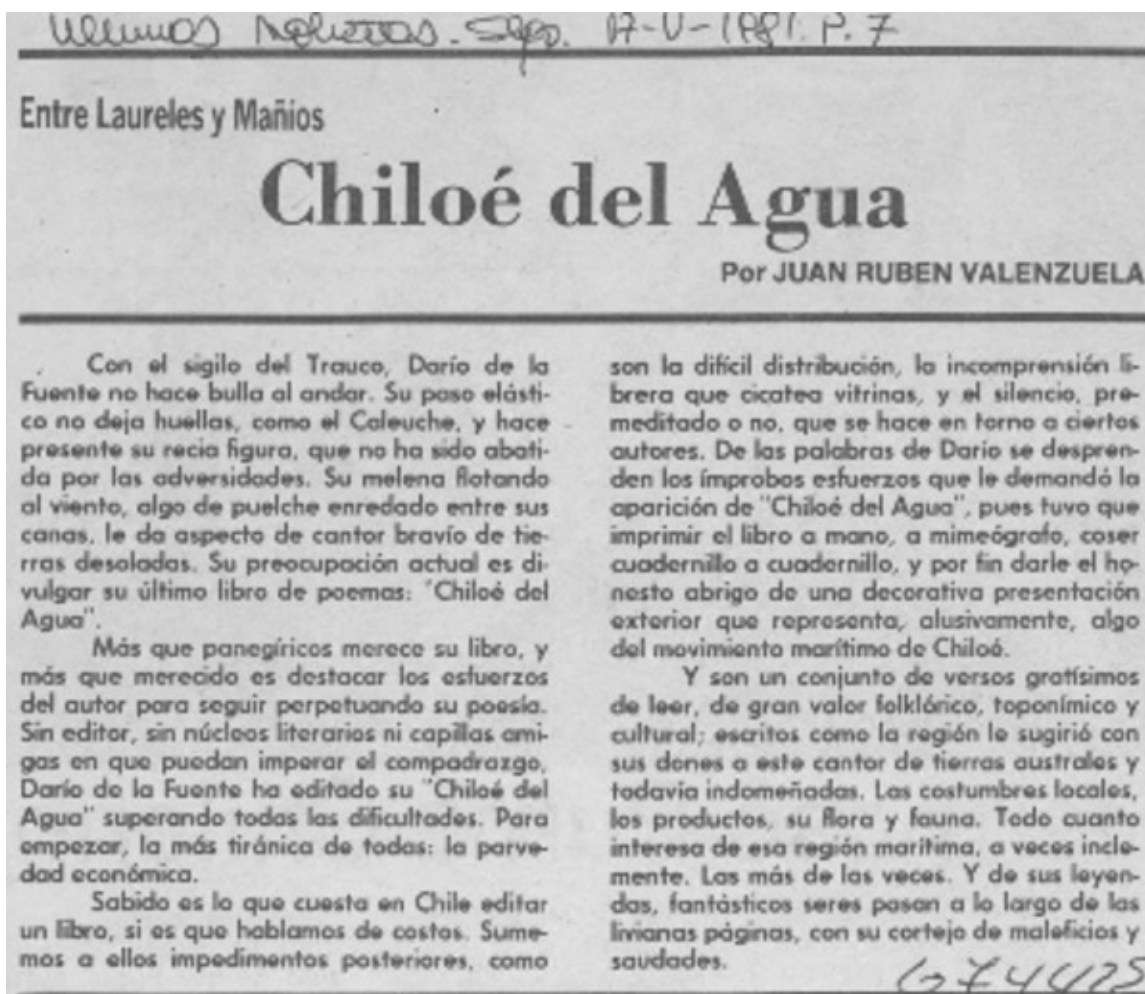 Ultimas Noticias. Stgo. 17-V-1981. P. 7
Entre Laureles y Mañios
Chiloé del Agua
Por JUAN RUBEN VALENZUELA
Con el sigilo del Trauco, Darío de la
Fuente no hace bulla al andar. Su paso elásti-
co no deja huellas, como el Caleuche, y hace
presente su recia figura, que no ha sido abati-
da por las adversidades. Su melena flotando
al viento, algo de puelche enredado entre sus
canas, le da aspecto de cantor bravío de tie-
rras desoladas. Su preocupación actual es di-
vulgar su último libro de poemas: "Chiloé del
Agua".
Más que panegíricos merece su libro, y
más que merecido es destacar los esfuerzos
del autor para seguir perpetuando su poesía.
Sin editor, sin núcleos literarios ni capillas ami-
gas en que puedan imperar el compadrazgo,
Darío de la Fuente ha editado su "Chiloé del
Agua" superando todas las dificultades. Para
empezar, la más tiránica de todas: la parve-
dad económica.
Sabido es lo que cuesta en Chile editar
un libro, si es que hablamos de costos. Sume-
mos a ellos impedimentos posteriores, como
son la difícil distribución, la incomprensión li-
brera que cicatea vitrinas, y el silencio, pre-
meditado o no, que se hace en torno a ciertos
autores. De las palabras de Darío se despren-
den los ímprobos esfuerzos que le demandó la
aparición de "Chiloé del Agua", pues tuvo que
imprimir el libro a mano, a mimeógrafo, coser
cuadernillo a cuadernillo, y por fin darle el ho-
nesto abrigo de una decorativa presentación
exterior que representa, alusivamente, algo
del movimiento marítimo de Chiloé.
Y son un conjunto de versos gratísimos
de leer, de gran valor folklórico, toponímico y
cultural; escritos como la región le sugirió con
sus dones a este cantor de tierras australes y
todavía indomeñadas. Las costumbres locales,
los productos, su flora y fauna. Todo cuanto
interesa de esa región marítima, a veces incle-
mente. Las más de las veces. Y de sus leyen-
das, fantásticos seres pasan a lo largo de las
livianas páginas, con su cortejo de maleficios y
saudades.